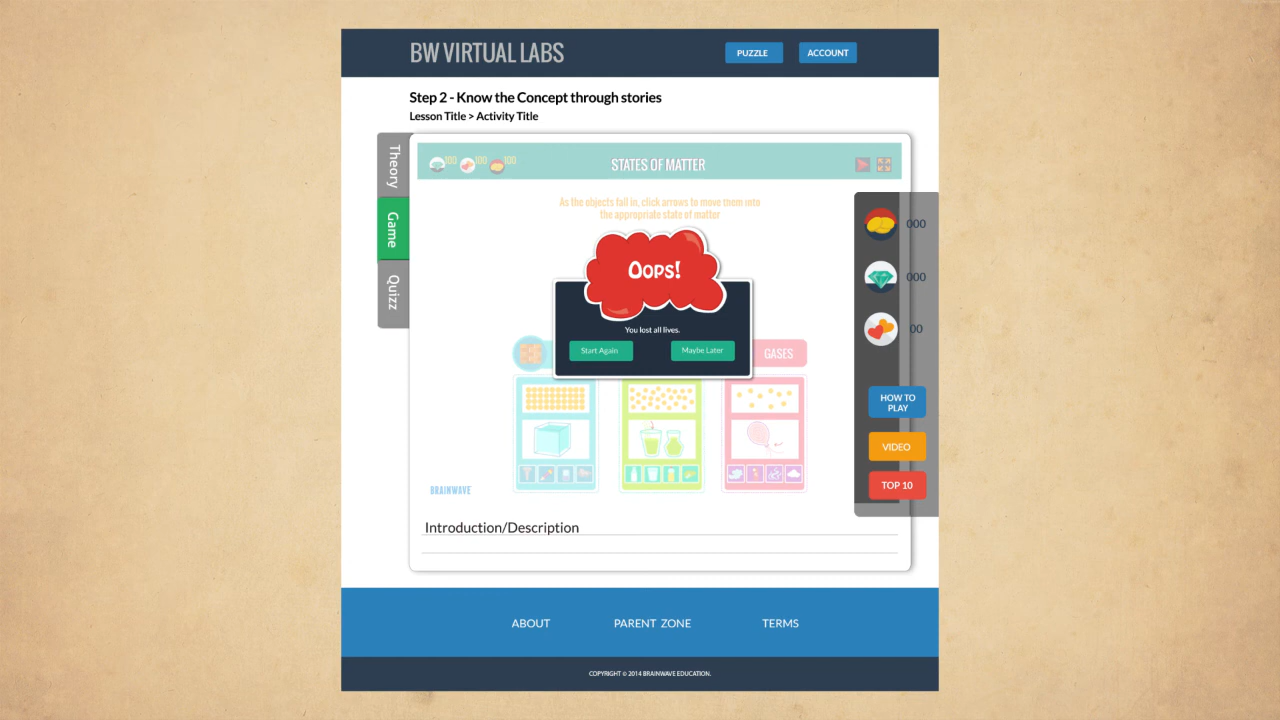 BW VIRTUAL LABS
PUZZLE
ACCOUNT
Step 2 - Know the Concept through stories
Lesson Title > Activity Title
Theory
Game
Quizz
100
100
100
STATES OF MATTER
As the objects fall in, click arrows to move them into
the appropriate state of matter
Oops!
You lost all lives.
Start Again
Maybe Later
GASES
000
000
00
HOW TO
PLAY
VIDEO
TOP 10
BRAINWAVE
Introduction/Description
ABOUT
PARENT ZONE
TERMS
COPYRIGHT © 2014 BRAINWAVE EDUCATION.